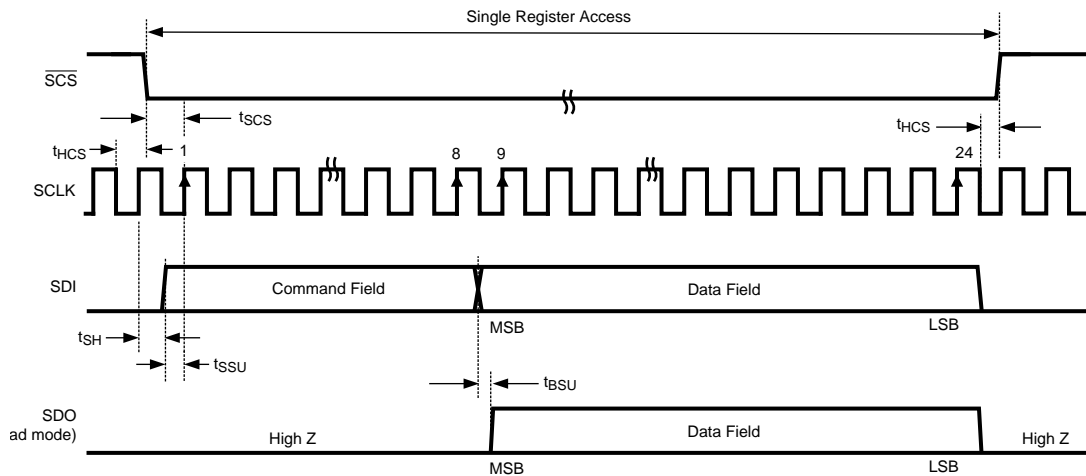 Single Register Access
SCS
tSCS
tHCS
tHCS
1
8
9
24
SCLK
SDI
Command Field
Data Field
MSB
LSB
tSH
tSSU
tBSU
SDO
ad mode)
High Z
Data Field
High Z
MSB
LSB